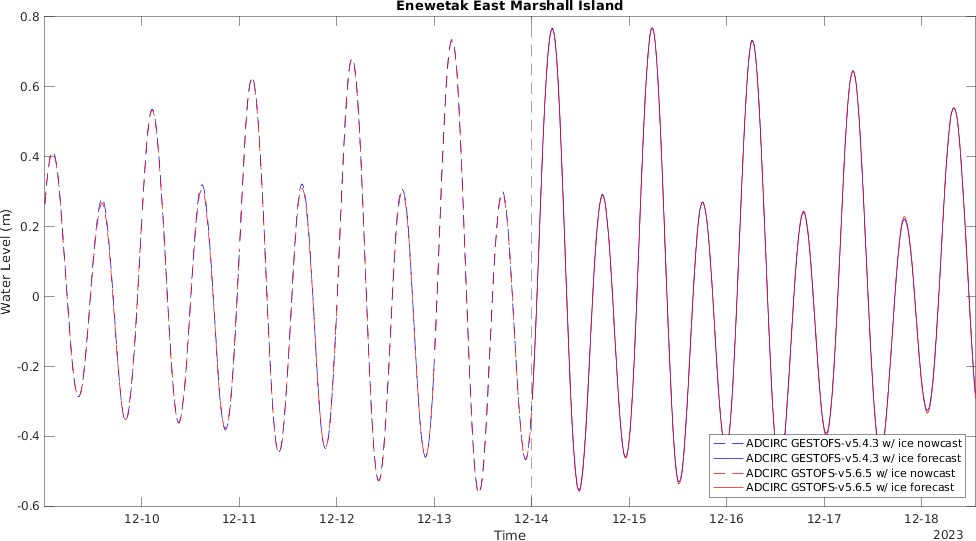 Enewetak East Marshall Island
0.8
0.6
0.4
0.2
0
-0.2
-0.4
-0.6
Water Level (m)
ADCIRC GESTOFS-v5.4.3 w/ ice nowcast
ADCIRC GESTOFS-v5.4.3 w/ ice forecast
ADCIRC GSTOFS-v5.6.5 w/ ice nowcast
ADCIRC GSTOFS-v5.6.5 w/ ice forecast
12-10 12-11 12-12 12-13 12-14 12-15 12-16 12-17 12-18
Time
2023